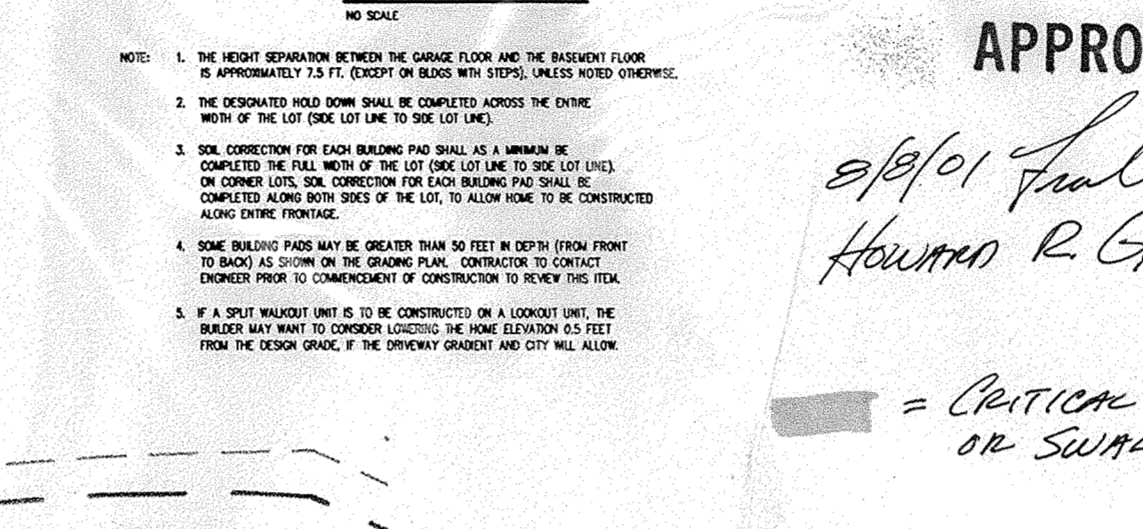 NO SCALE
NOTE: 1. THE HEIGHT SEPARATION BETWEEN THE GARAGE FLOOR AND THE BASEMENT FLOOR
IS APPROXIMATELY 7.5 FT. (EXCEPT ON BLDGS WITH STEPS), UNLESS NOTED OTHERWISE.
2. THE DESIGNATED HOLD DOWN SHALL BE COMPLETED ACROSS THE ENTIRE
WIDTH OF THE LOT (SIDE LOT LINE TO SIDE LOT LINE).
3. SOIL CORRECTION FOR EACH BUILDING PAD SHALL AS A MINIMUM BE
COMPLETED THE FULL WIDTH OF THE LOT (SIDE LOT LINE TO SIDE LOT LINE).
ON CORNER LOTS, SOIL CORRECTION FOR EACH BUILDING PAD SHALL BE
COMPLETED ALONG BOTH SIDES OF THE LOT, TO ALLOW HOME TO BE CONSTRUCTED
ALONG ENTIRE FRONTAGE.
4. SOME BUILDING PADS MAY BE GREATER THAN 50 FEET IN DEPTH (FROM FRONT
TO BACK) AS SHOWN ON THE GRADING PLAN. CONTRACTOR TO CONTACT
ENGINEER PRIOR TO COMMENCEMENT OF CONSTRUCTION TO REVIEW THIS ITEM.
5. IF A SPLIT WALKOUT UNIT IS TO BE CONSTRUCTED ON A LOOKOUT UNIT, THE
BUILDER MAY WANT TO CONSIDER LOWERING THE HOME ELEVATION 0.5 FEET
FROM THE DESIGN GRADE, IF THE DRIVEWAY GRADIENT AND CITY WILL ALLOW.
APPRO
8/8/01
HOWARD R. G
= CRITICAL
OR SWAL